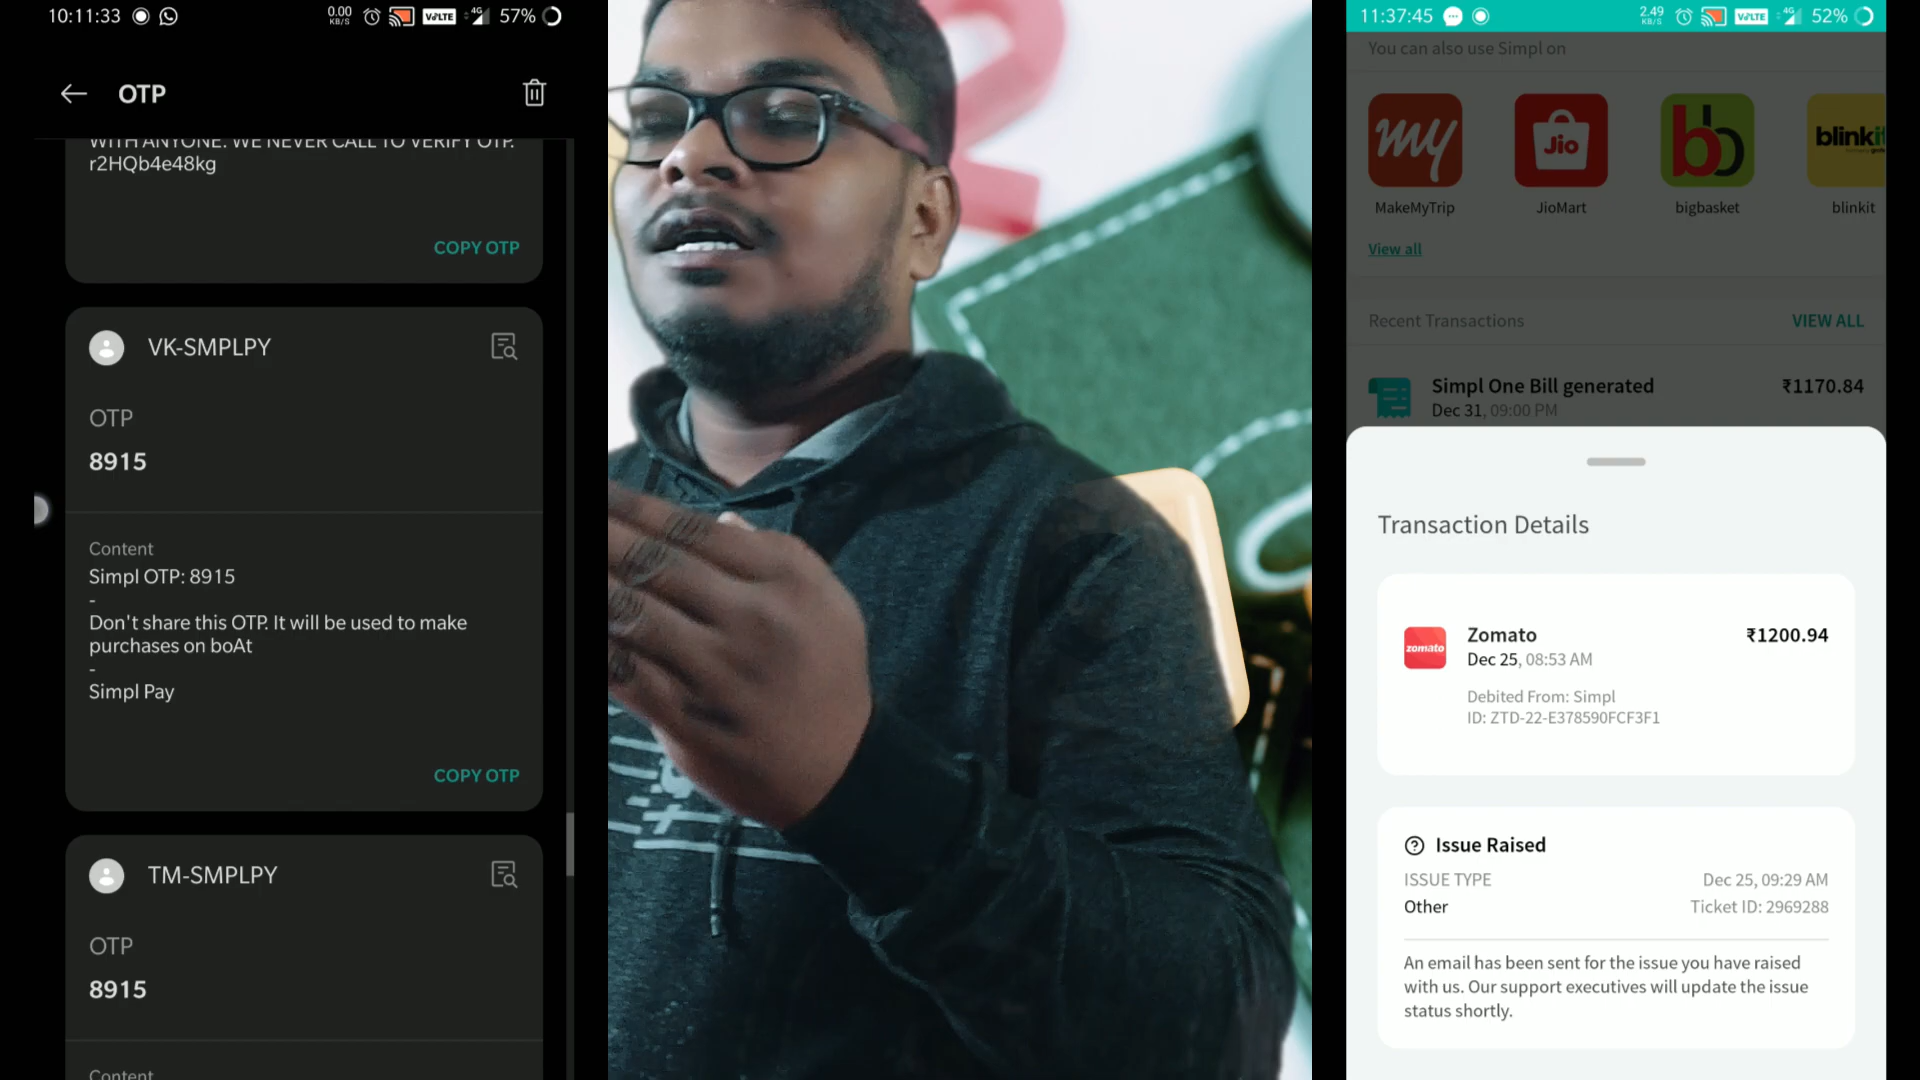 10:11:33
0.00
KB/S
VoLTE
4G
57%
OTP
WITH ANYONE. WE NEVER CALL TO VERIFY OTP.
r2HQb4e48kg
COPY OTP
VK-SMPLPY
OTP
8915
Content
Simpl OTP: 8915
-
Don't share this OTP. It will be used to make
purchases on boAt
-
Simpl Pay
COPY OTP
TM-SMPLPY
OTP
8915
Content
11:37:45
2.49
KB/S
VoLTE
4G
52%
You can also use Simpl on
my
Jio
bb
blinkit
MakeMyTrip
JioMart
bigbasket
blinkit
View all
Recent Transactions
VIEW ALL
Simpl One Bill generated
₹1170.84
Dec 31, 09:00 PM
Transaction Details
zomato
Zomato
₹1200.94
Dec 25, 08:53 AM
Debited From: Simpl
ID: ZTD-22-E378590FCF3F1
Issue Raised
ISSUE TYPE
Dec 25, 09:29 AM
Other
Ticket ID: 2969288
An email has been sent for the issue you have raised
with us. Our support executives will update the issue
status shortly.